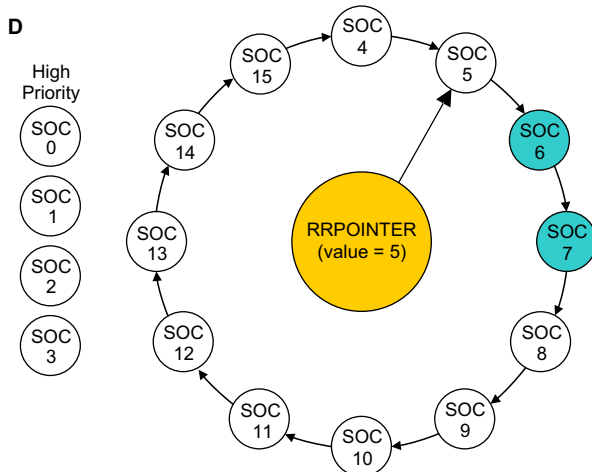 D
High
Priority
SOC
0
SOC
1
SOC
2
SOC
3
SOC
4
SOC
5
SOC
6
SOC
7
SOC
8
SOC
9
SOC
10
SOC
11
SOC
12
SOC
13
SOC
14
SOC
15
RRPOINTER
(value = 5)